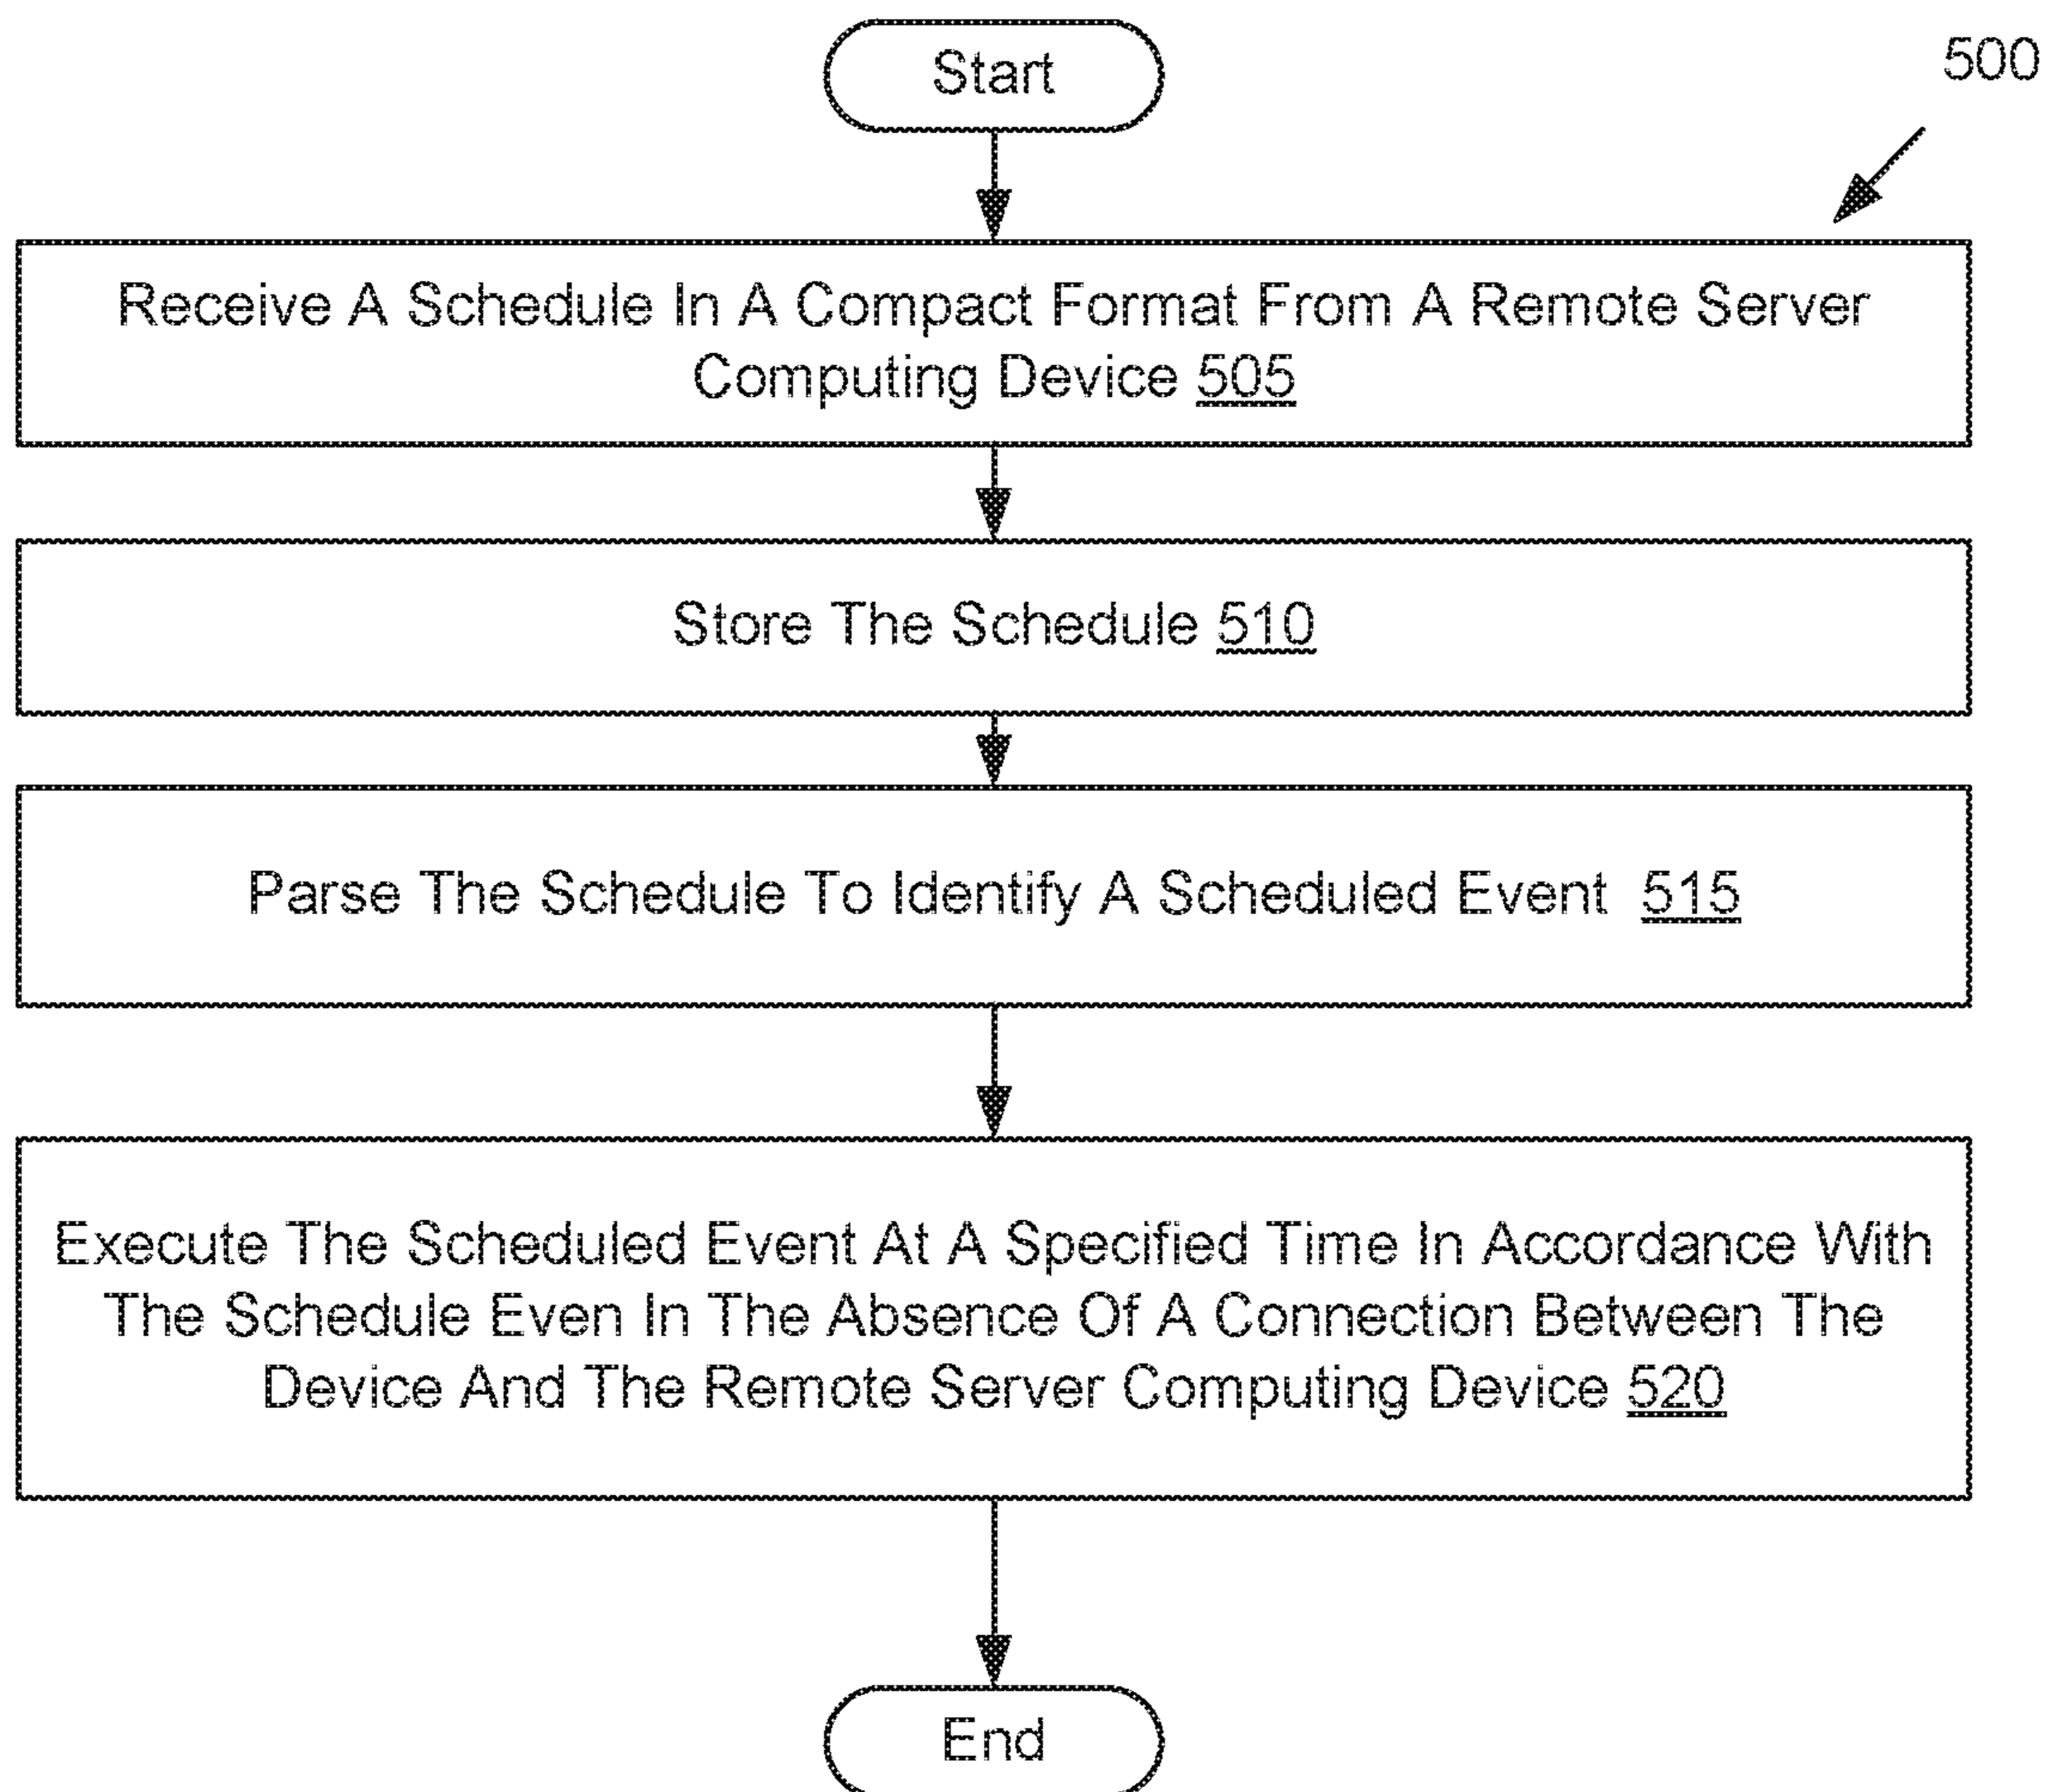 Start
500
Receive A Schedule In A Compact Format From A Remote Server
Computing Device 505
Store The Schedule 510
Parse The Schedule To Identify A Scheduled Event 515
Execute The Scheduled Event At A Specified Time In Accordance With
The Schedule Even In The Absence Of A Connection Between The
Device And The Remote Server Computing Device 520
End